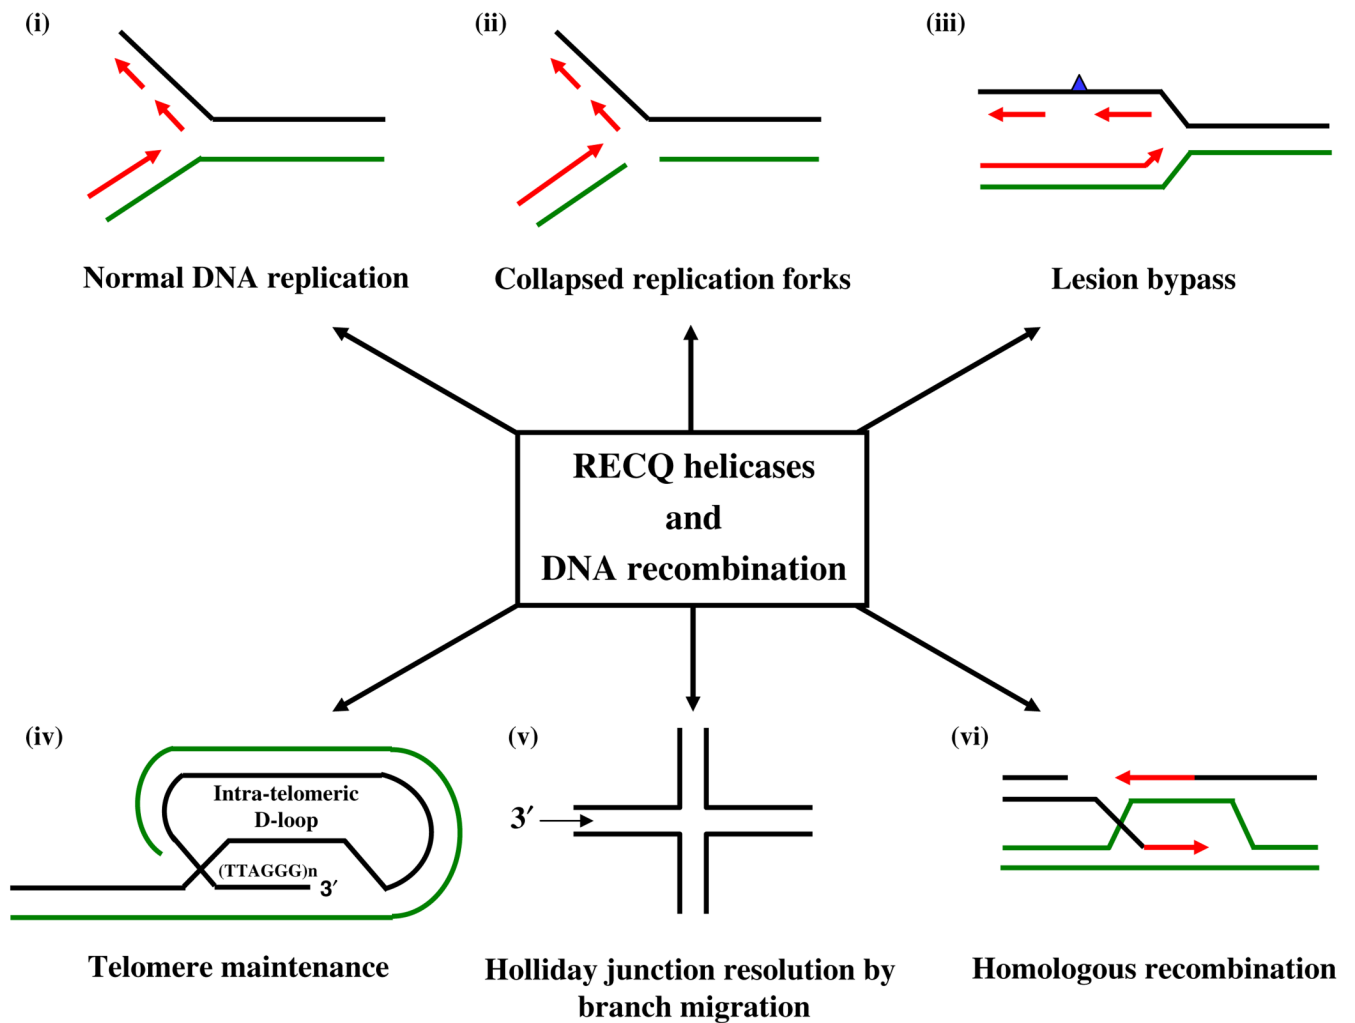 (i)
(ii)
(iii)
Normal DNA replication
Collapsed replication forks
Lesion bypass
RECQ helicases
and
DNA recombination
(iv)
(v)
(vi)
Intra-telomeric
D-loop
(TTAGGG)n
3′
3′
Telomere maintenance
Holliday junction resolution by
branch migration
Homologous recombination